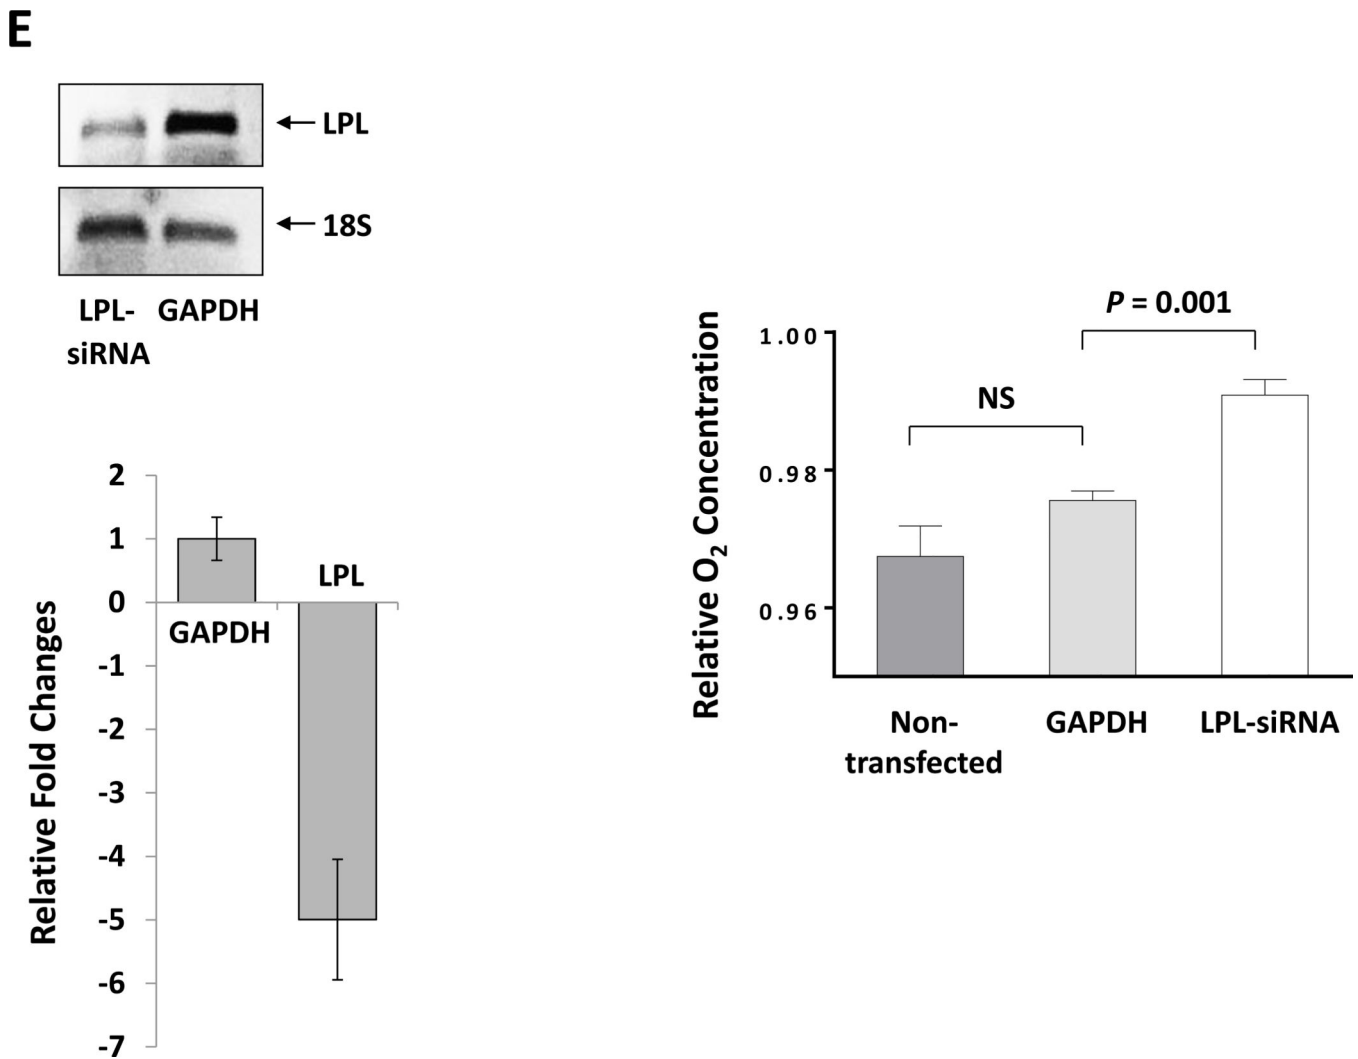 E
LPL
18S
LPL- GAPDH
siRNA
2
1
0
-1
-2
-3
-4
-5
-6
-7
Relative Fold Changes
GAPDH
LPL
Relative O₂ Concentration
1.00
0.98
0.96
NS
P = 0.001
Non-
transfected
GAPDH
LPL-siRNA